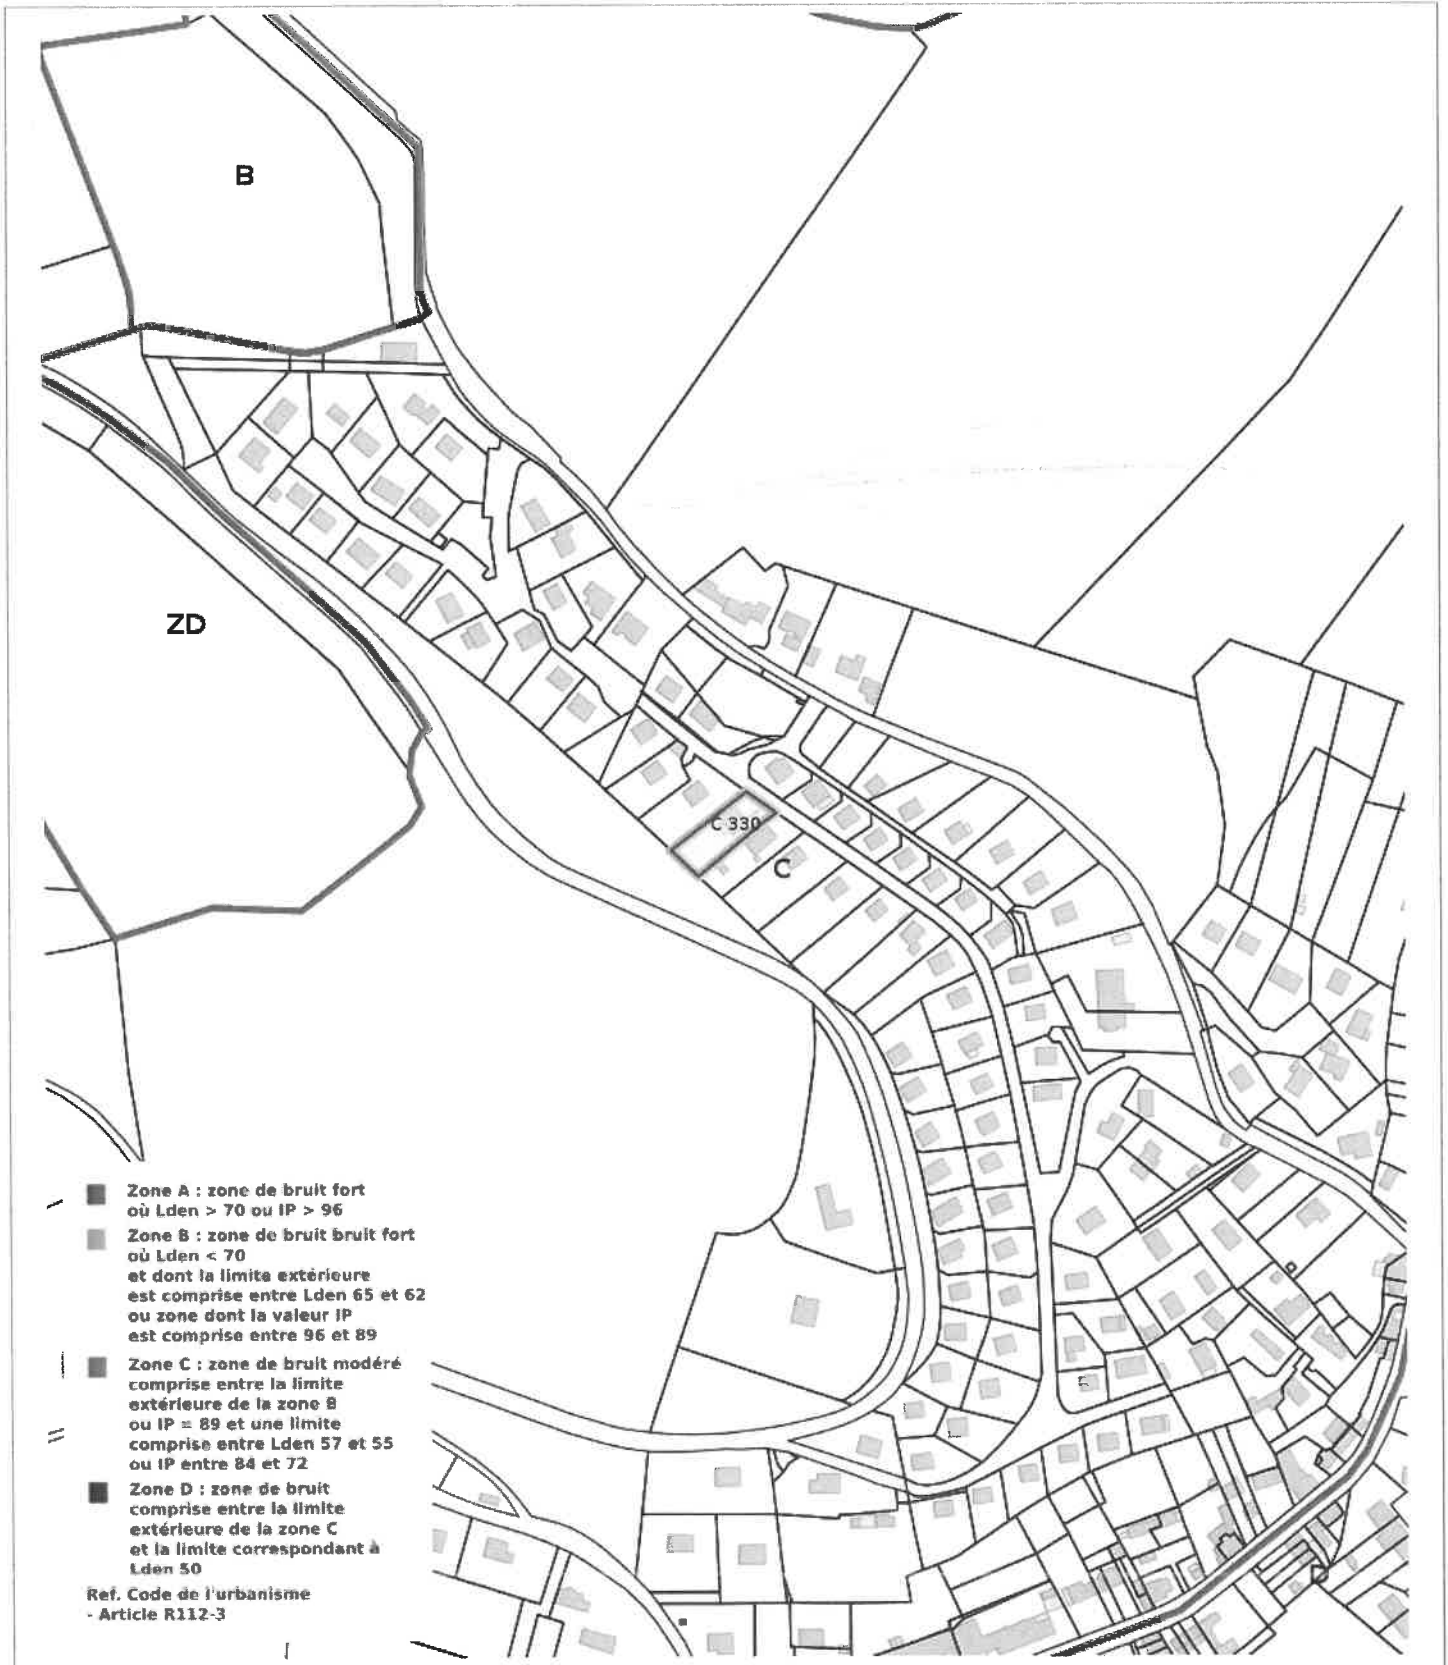 B
ZD
C 330
C
Zone A : zone de bruit fort
où Lden > 70 ou IP > 96
Zone B : zone de bruit bruit fort
où Lden < 70
et dont la limite extérieure
est comprise entre Lden 65 et 62
ou zone dont la valeur IP
est comprise entre 96 et 89
Zone C : zone de bruit modéré
comprise entre la limite
extérieure de la zone B
ou IP = 89 et une limite
comprise entre Lden 57 et 55
ou IP entre 84 et 72
Zone D : zone de bruit
comprise entre la limite
extérieure de la zone C
et la limite correspondant à
Lden 50
Ref. Code de l'urbanisme
- Article R112-3